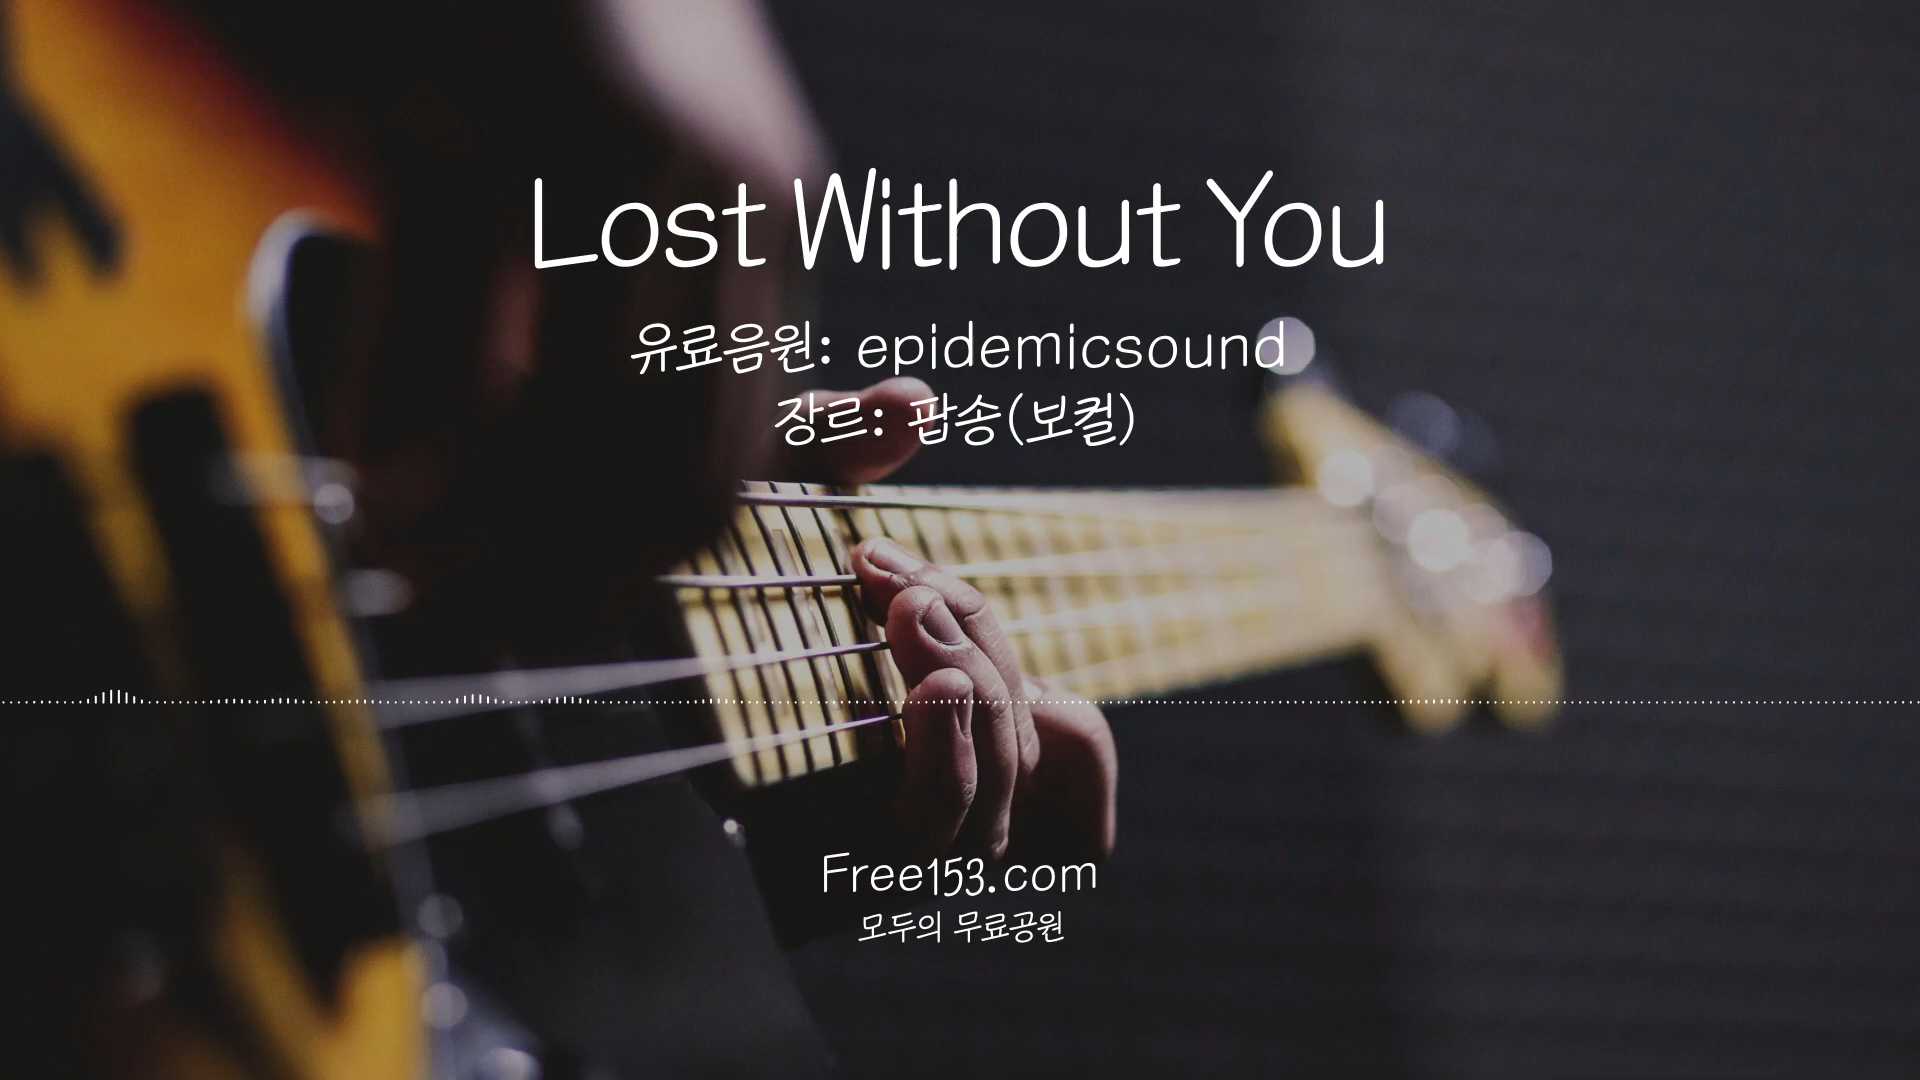 Lost Without You
유료음원: epidemicsound
장르: 팝송(보컬)
Free153.com
모두의 무료공원